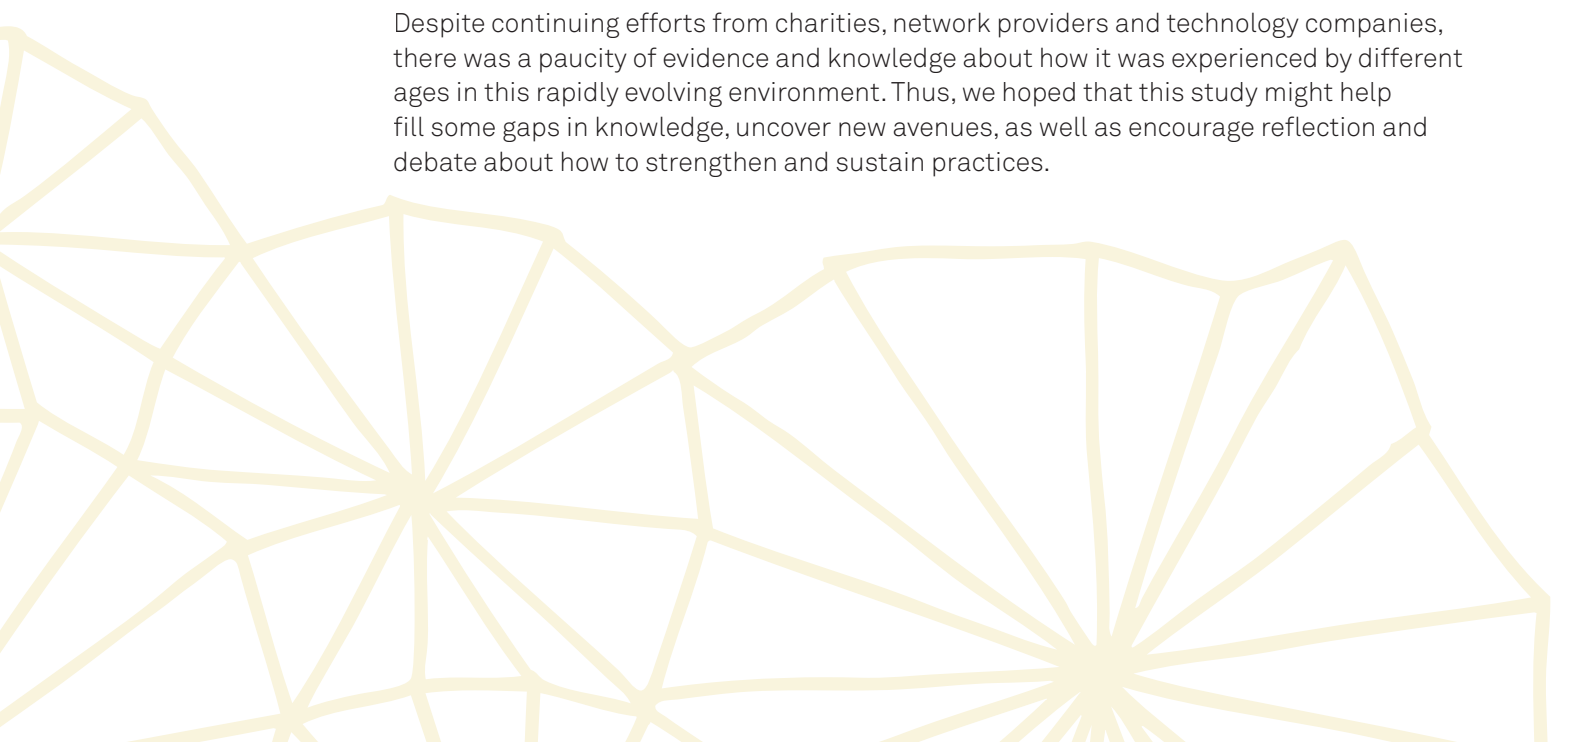 Despite continuing efforts from charities, network providers and technology companies,
there was a paucity of evidence and knowledge about how it was experienced by different
ages in this rapidly evolving environment. Thus, we hoped that this study might help
fill some gaps in knowledge, uncover new avenues, as well as encourage reflection and
debate about how to strengthen and sustain practices.